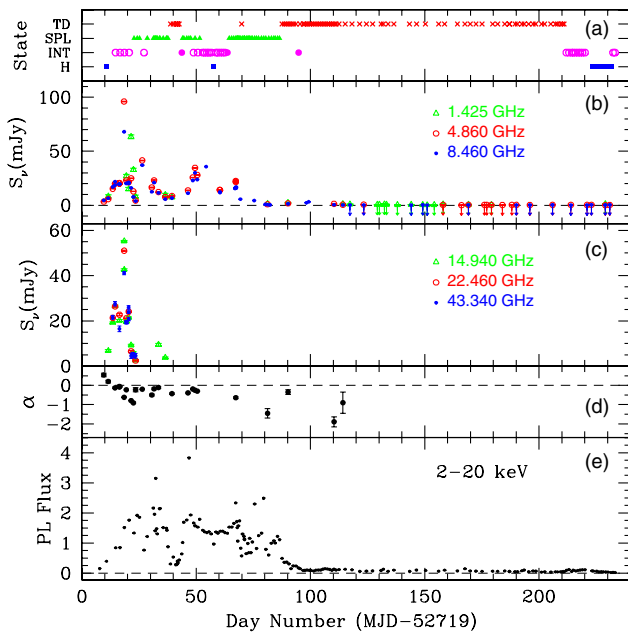 State
TD
SPL
INT
H
(a)
S_ν(mJy)
100
50
0
(b)
1.425 GHz
4.860 GHz
8.460 GHz
S_ν(mJy)
60
40
20
0
(c)
14.940 GHz
22.460 GHz
43.340 GHz
α
0
-1
-2
(d)
PL Flux
4
3
2
1
0
2-20 keV
(e)
0 50 100 150 200
Day Number (MJD-52719)